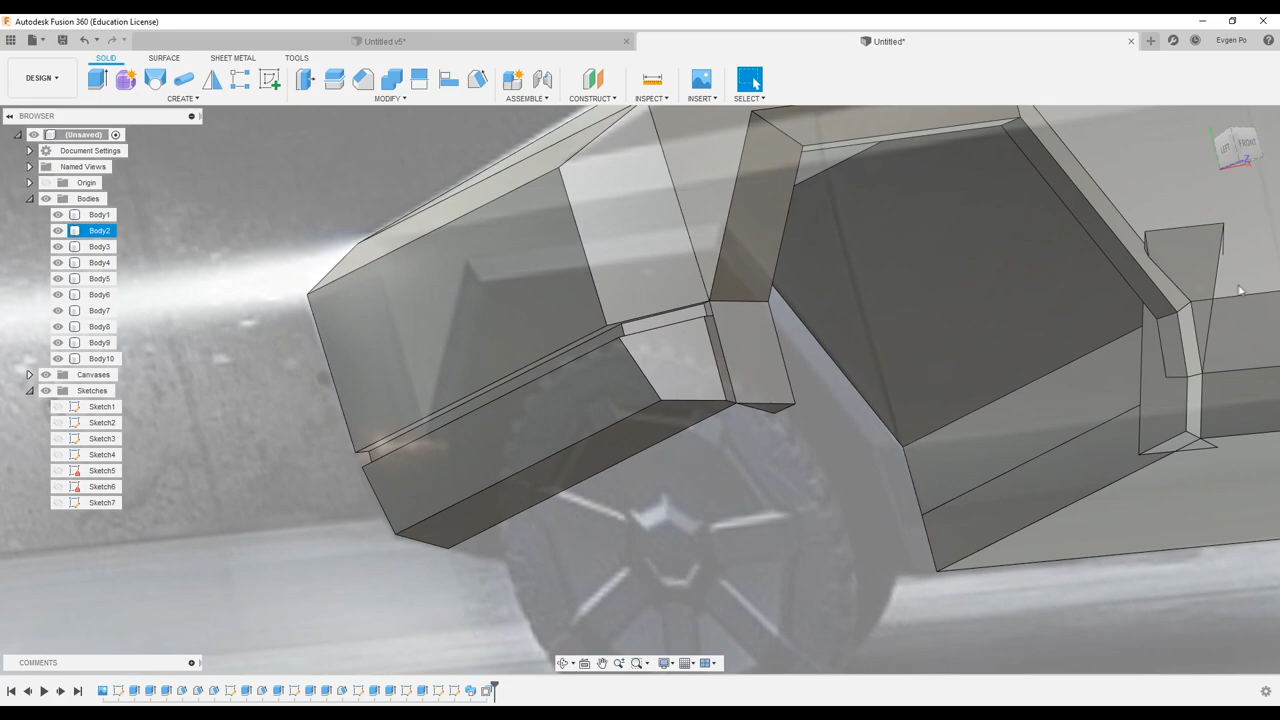 Autodesk Fusion 360 (Education License)
Untitled v5*
Untitled*
Evgen Po
SOLID SURFACE SHEET METAL TOOLS
DESIGN
CREATE MODIFY ASSEMBLE CONSTRUCT INSPECT INSERT SELECT
BROWSER
(Unsaved)
Document Settings
Named Views
Origin
Bodies
Body1
Body2
Body3
Body4
Body5
Body6
Body7
Body8
Body9
Body10
Canvases
Sketches
Sketch1
Sketch2
Sketch3
Sketch4
Sketch5
Sketch6
Sketch7
LEFT FRONT
Z
COMMENTS